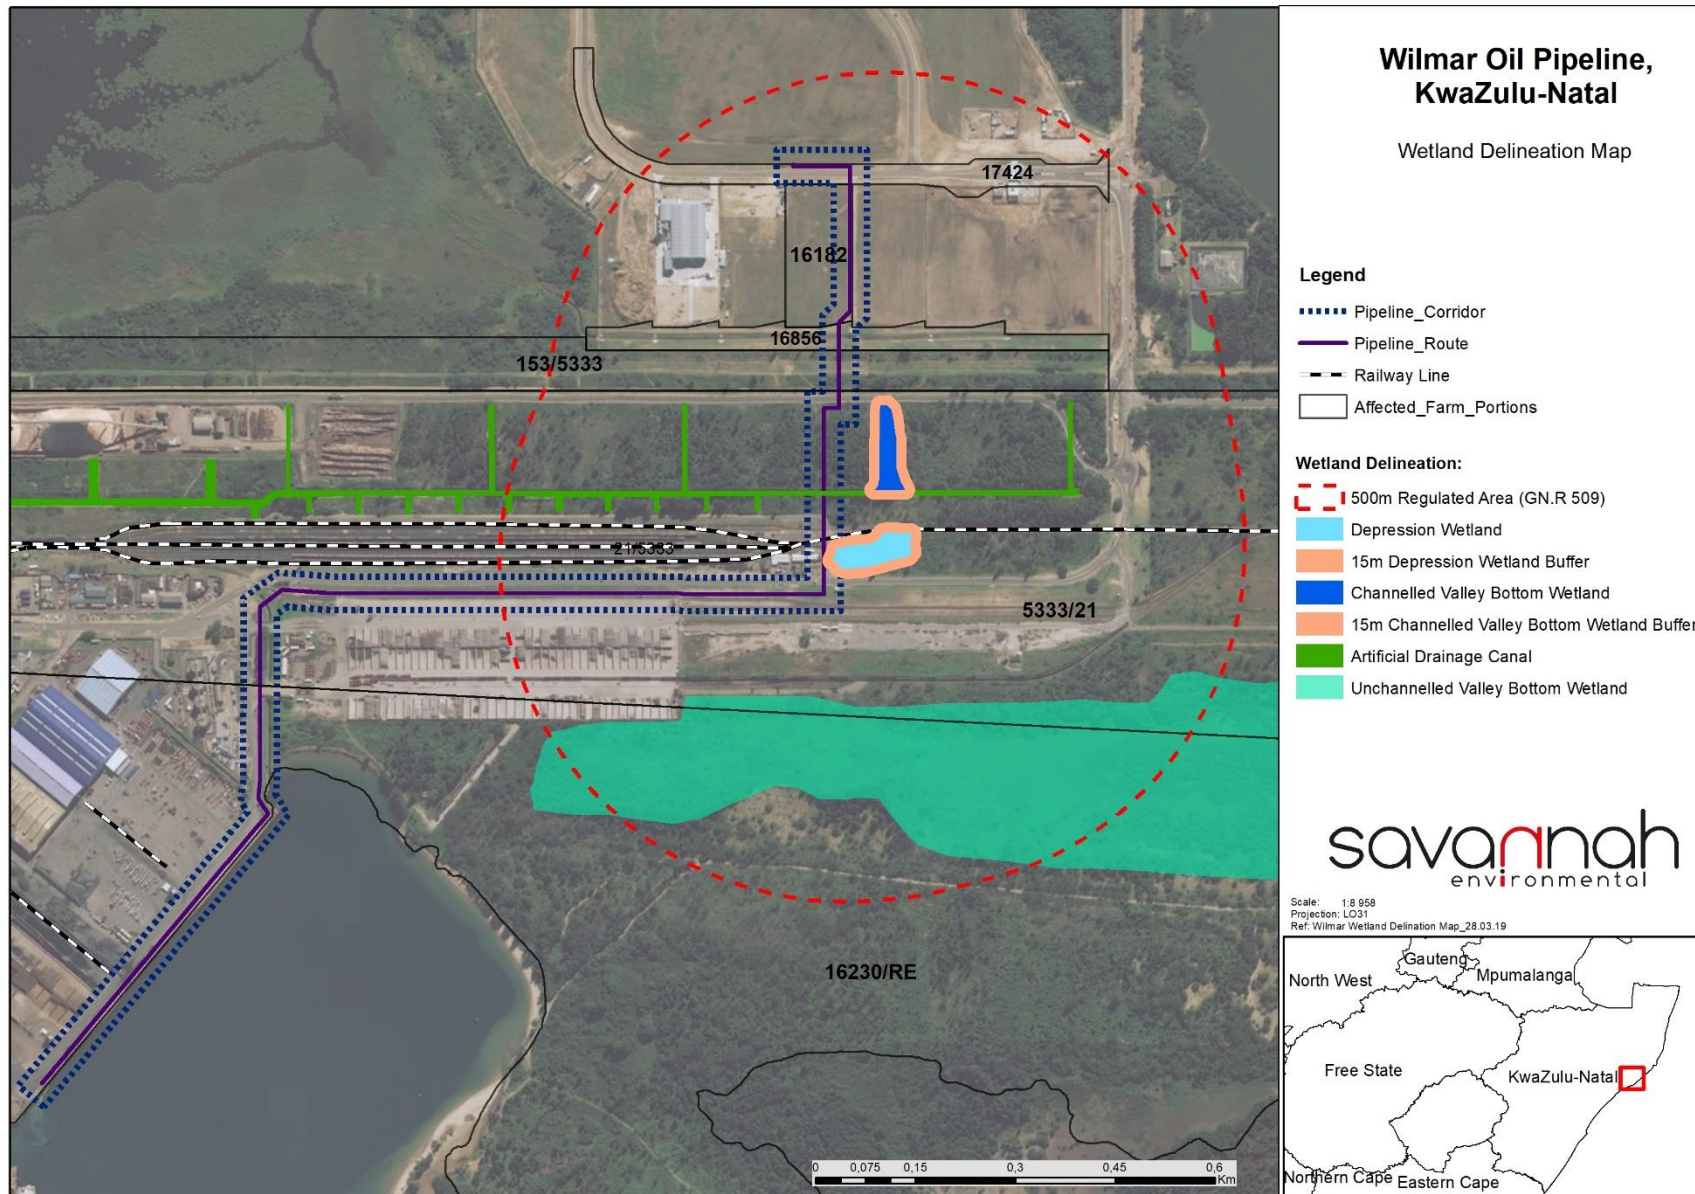 Wilmar Oil Pipeline,
KwaZulu-Natal
Wetland Delineation Map
Legend
Pipeline_Corridor
Pipeline_Route
Railway Line
Affected_Farm_Portions
Wetland Delineation:
500m Regulated Area (GN.R 509)
Depression Wetland
15m Depression Wetland Buffer
Channelled Valley Bottom Wetland
15m Channelled Valley Bottom Wetland Buffer
Artificial Drainage Canal
Unchannelled Valley Bottom Wetland
savannah
environmental
Scale: 1:8 958
Projection: LO31
Ref: Wilmar Wetland Delination Map_28.03.19
Gauteng
North West
Mpumalanga
Free State
KwaZulu-Natal
Northern Cape
Eastern Cape
17424
16182
16856
153/5333
21/5333
5333/21
16230/RE
0 0,075 0,15 0,3 0,45 0,6
Km